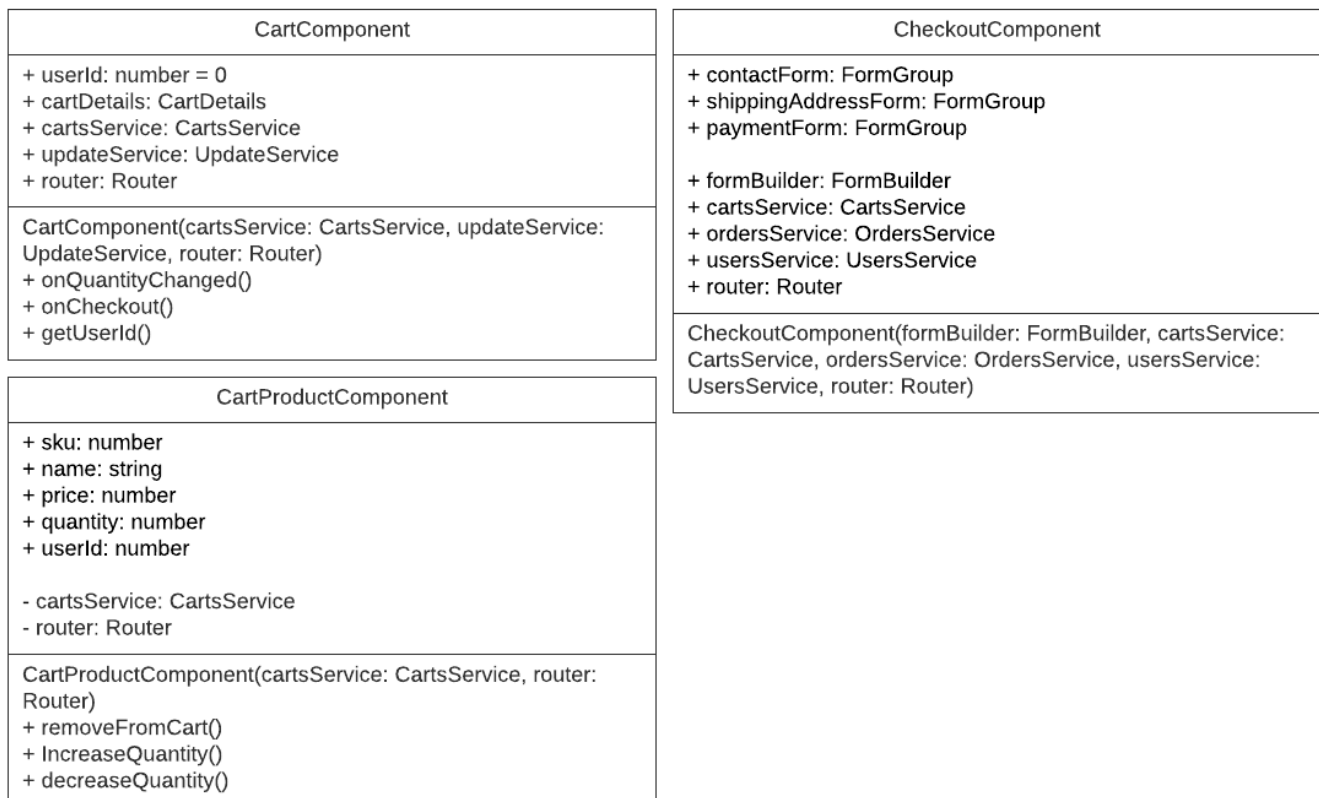 CartComponent
+ userId: number = 0
+ cartDetails: CartDetails
+ cartsService: CartsService
+ updateService: UpdateService
+ router: Router
CartComponent(cartsService: CartsService, updateService:
UpdateService, router: Router)
+ onQuantityChanged()
+ onCheckout()
+ getUserId()
CartProductComponent
+ sku: number
+ name: string
+ price: number
+ quantity: number
+ userId: number
- cartsService: CartsService
- router: Router
CartProductComponent(cartsService: CartsService, router:
Router)
+ removeFromCart()
+ IncreaseQuantity()
+ decreaseQuantity()
CheckoutComponent
+ contactForm: FormGroup
+ shippingAddressForm: FormGroup
+ paymentForm: FormGroup
+ formBuilder: FormBuilder
+ cartsService: CartsService
+ ordersService: OrdersService
+ usersService: UsersService
+ router: Router
CheckoutComponent(formBuilder: FormBuilder, cartsService:
CartsService, ordersService: OrdersService, usersService:
UsersService, router: Router)